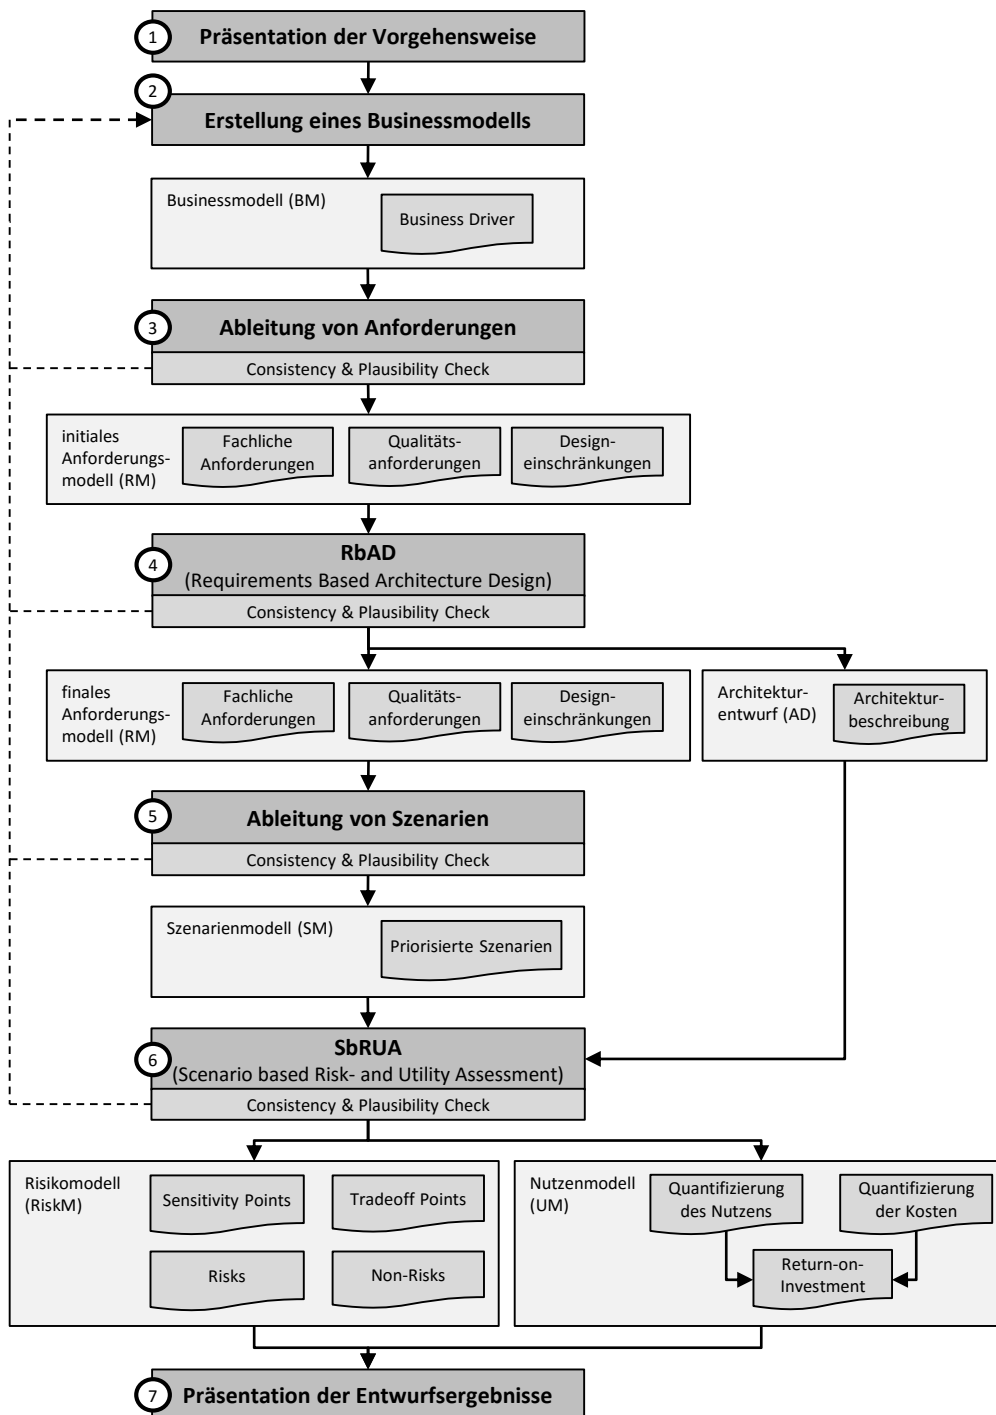 1
Präsentation der Vorgehensweise
2
Erstellung eines Businessmodells
Businessmodell (BM)
Business Driver
3
Ableitung von Anforderungen
Consistency & Plausibility Check
initiales
Anforderungs-
modell (RM)
Fachliche
Anforderungen
Qualitäts-
anforderungen
Design-
einschränkungen
4
RbAD
(Requirements Based Architecture Design)
Consistency & Plausibility Check
finales
Anforderungs-
modell (RM)
Fachliche
Anforderungen
Qualitäts-
anforderungen
Design-
einschränkungen
Architektur-
entwurf (AD)
Architektur-
beschreibung
5
Ableitung von Szenarien
Consistency & Plausibility Check
Szenarienmodell (SM)
Priorisierte Szenarien
6
SbRUA
(Scenario based Risk- and Utility Assessment)
Consistency & Plausibility Check
Risikomodell
(RiskM)
Sensitivity Points
Tradeoff Points
Risks
Non-Risks
Nutzenmodell
(UM)
Quantifizierung
des Nutzens
Quantifizierung
der Kosten
Return-on-
Investment
7
Präsentation der Entwurfsergebnisse